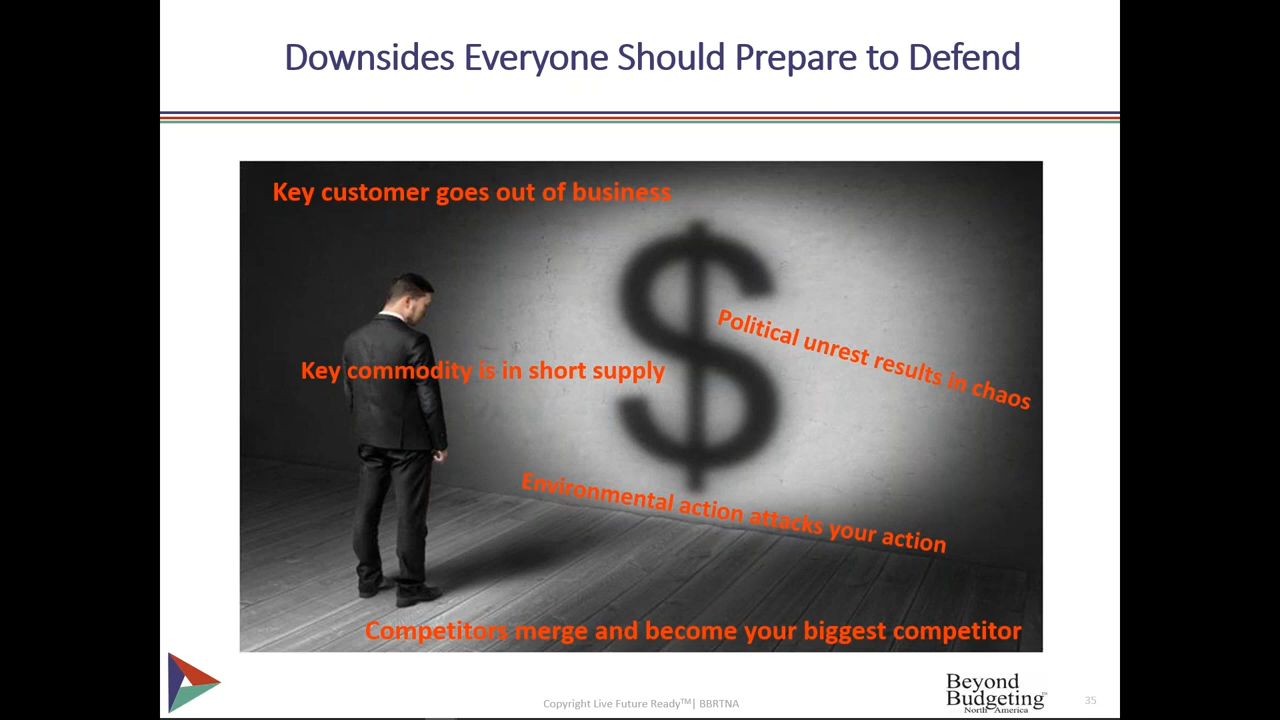 Downsides Everyone Should Prepare to Defend
Key customer goes out of business
Political unrest results in chaos
Key commodity is in short supply
Environmental action attacks your action
Competitors merge and become your biggest competitor
Copyright Live Future Ready™| BBRTNA
Beyond
Budgeting™
North America
35